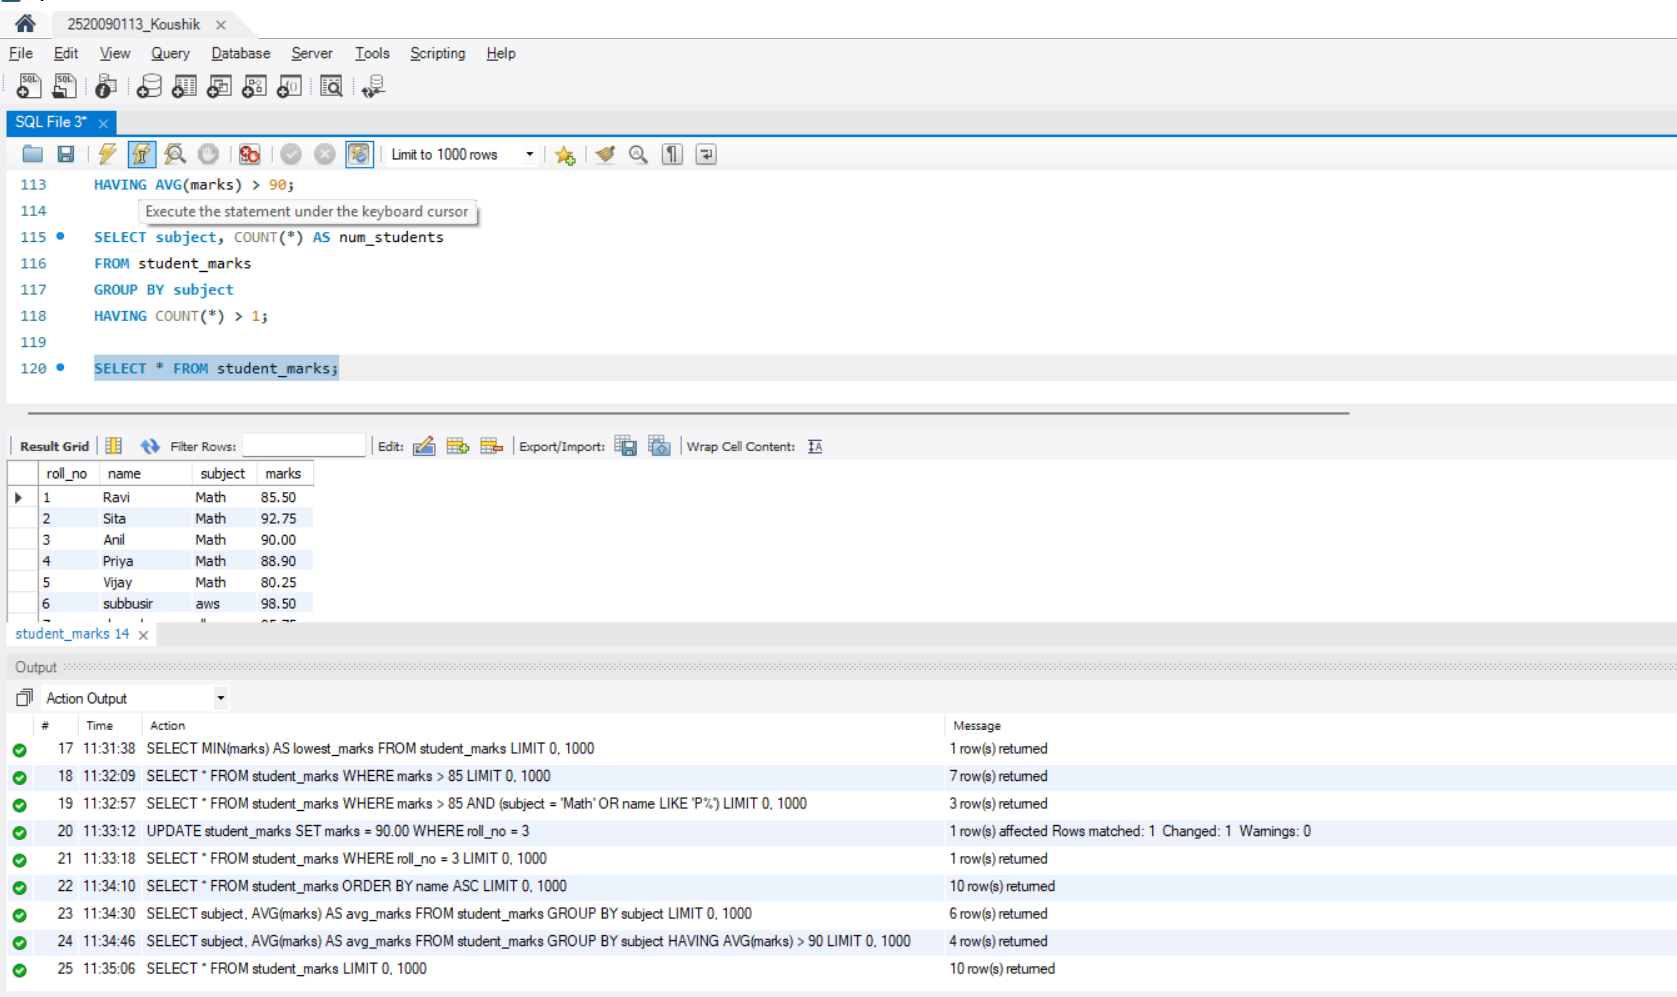 2520090113_Koushik ×
File Edit View Query Database Server Tools Scripting Help
SQL File 3* ×
Limit to 1000 rows
113 HAVING AVG(marks) > 90;
114
Execute the statement under the keyboard cursor
115 SELECT subject, COUNT(*) AS num_students
116 FROM student_marks
117 GROUP BY subject
118 HAVING COUNT(*) > 1;
119
120 SELECT * FROM student_marks;
Result Grid Filter Rows: Edit: Export/Import: Wrap Cell Content:
roll_no name subject marks
1 Ravi Math 85.50
2 Sita Math 92.75
3 Anil Math 90.00
4 Priya Math 88.90
5 Vijay Math 80.25
6 subbusir aws 98.50
student_marks 14 ×
Output
Action Output
# Time Action Message
17 11:31:38 SELECT MIN(marks) AS lowest_marks FROM student_marks LIMIT 0, 1000 1 row(s) returned
18 11:32:09 SELECT * FROM student_marks WHERE marks > 85 LIMIT 0, 1000 7 row(s) returned
19 11:32:57 SELECT * FROM student_marks WHERE marks > 85 AND (subject = 'Math' OR name LIKE 'P%') LIMIT 0, 1000 3 row(s) returned
20 11:33:12 UPDATE student_marks SET marks = 90.00 WHERE roll_no = 3 1 row(s) affected Rows matched: 1 Changed: 1 Warnings: 0
21 11:33:18 SELECT * FROM student_marks WHERE roll_no = 3 LIMIT 0, 1000 1 row(s) returned
22 11:34:10 SELECT * FROM student_marks ORDER BY name ASC LIMIT 0, 1000 10 row(s) returned
23 11:34:30 SELECT subject, AVG(marks) AS avg_marks FROM student_marks GROUP BY subject LIMIT 0, 1000 6 row(s) returned
24 11:34:46 SELECT subject, AVG(marks) AS avg_marks FROM student_marks GROUP BY subject HAVING AVG(marks) > 90 LIMIT 0, 1000 4 row(s) returned
25 11:35:06 SELECT * FROM student_marks LIMIT 0, 1000 10 row(s) returned